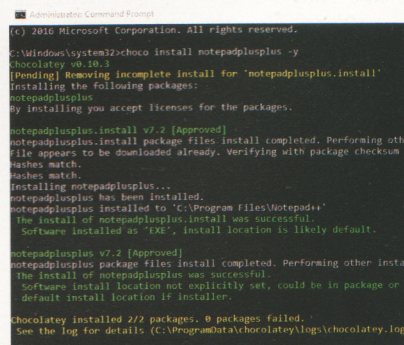 Administrator: Command Prompt
(c) 2016 Microsoft Corporation. All rights reserved.
C:\Windows\system32>choco install notepadplusplus -y
Chocolatey v0.10.3
[Pending] Removing incomplete install for 'notepadplusplus.install'
Installing the following packages:
notepadplusplus
By installing you accept licenses for the packages.
notepadplusplus.install v7.2 [Approved]
notepadplusplus.install package files install completed. Performing oth
File appears to be downloaded already. Verifying with package checksum
Hashes match.
Hashes match.
Installing notepadplusplus...
notepadplusplus has been installed.
notepadplusplus installed to 'C:\Program Files\Notepad++'
The install of notepadplusplus.install was successful.
Software installed as 'EXE', install location is likely default.
notepadplusplus v7.2 [Approved]
notepadplusplus package files install completed. Performing other insta
The install of notepadplusplus was successful.
Software install location not explicitly set, could be in package or
default install location if installer.
Chocolatey installed 2/2 packages. 0 packages failed.
See the log for details (C:\ProgramData\chocolatey\logs\chocolatey.log